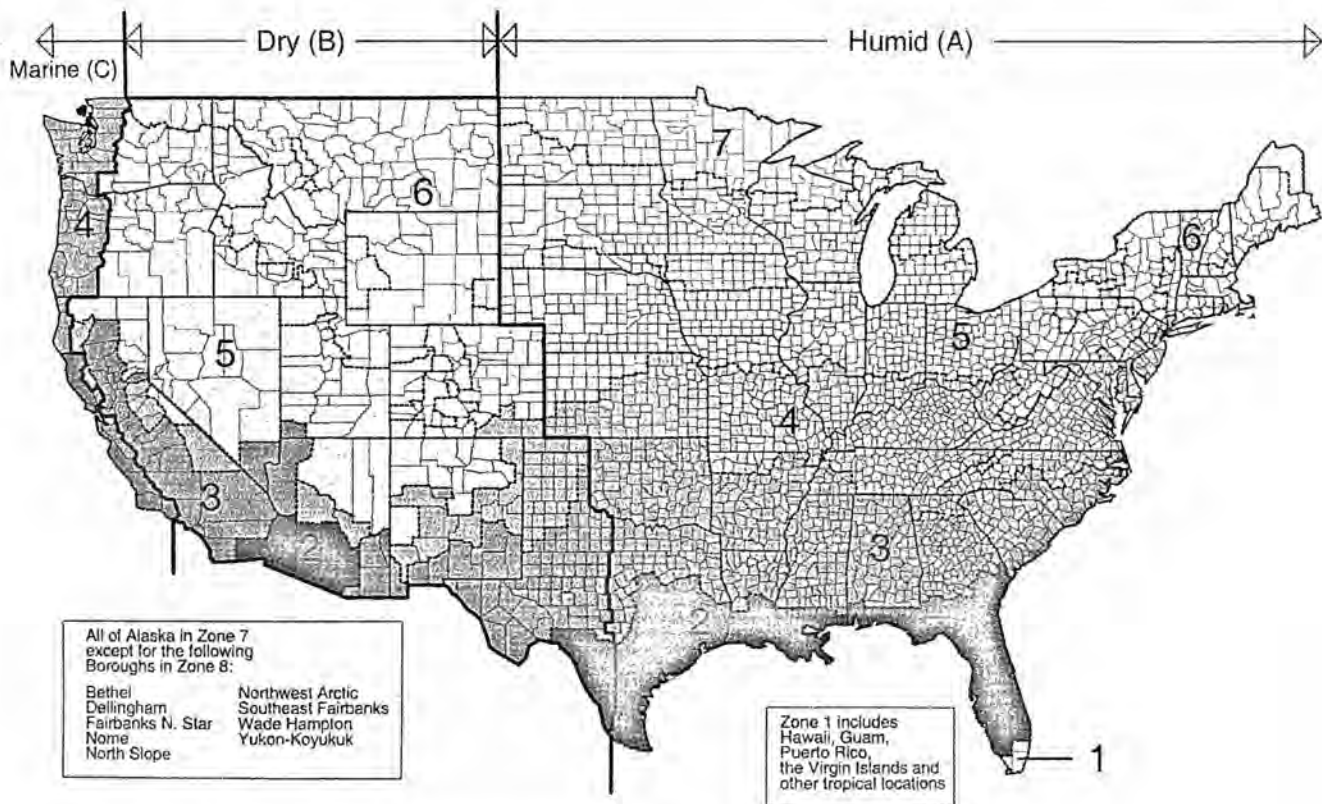 Marine (C)
Dry (B)
Humid (A)
7
6
4
6
5
5
4
3
3
2
2
1
All of Alaska in Zone 7
except for the following
Boroughs in Zone 8:
Bethel
Dellingham
Fairbanks N. Star
Nome
North Slope
Northwest Arctic
Southeast Fairbanks
Wade Hampton
Yukon-Koyukuk
Zone 1 includes
Hawaii, Guam,
Puerto Rico,
the Virgin Islands and
other tropical locations